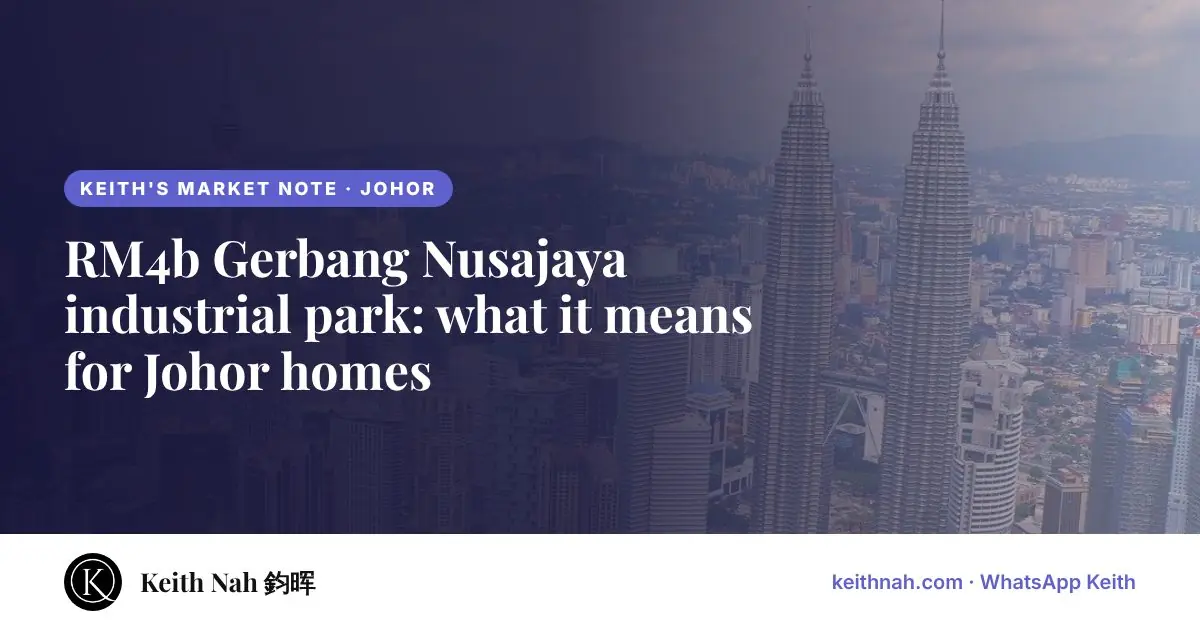 KEITH'S MARKET NOTE · JOHOR
RM4b Gerbang Nusajaya
industrial park: what it means
for Johor homes
K
Keith Nah 鈞晖
keithnah.com · WhatsApp Keith